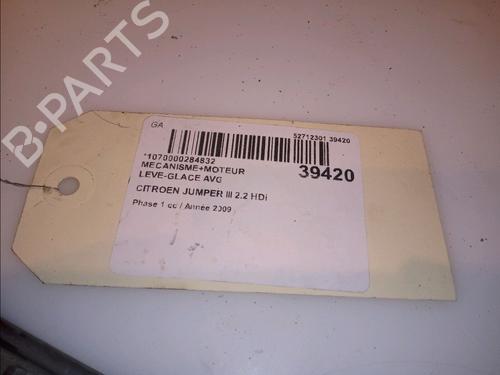 B-PARTS
GA
52712301 39420
*1070000284832
MECANISME+MOTEUR
39420
LEVE-GLACE AVG
CITROEN JUMPER III 2.2 HDi
Phase 1 cc / Année 2009